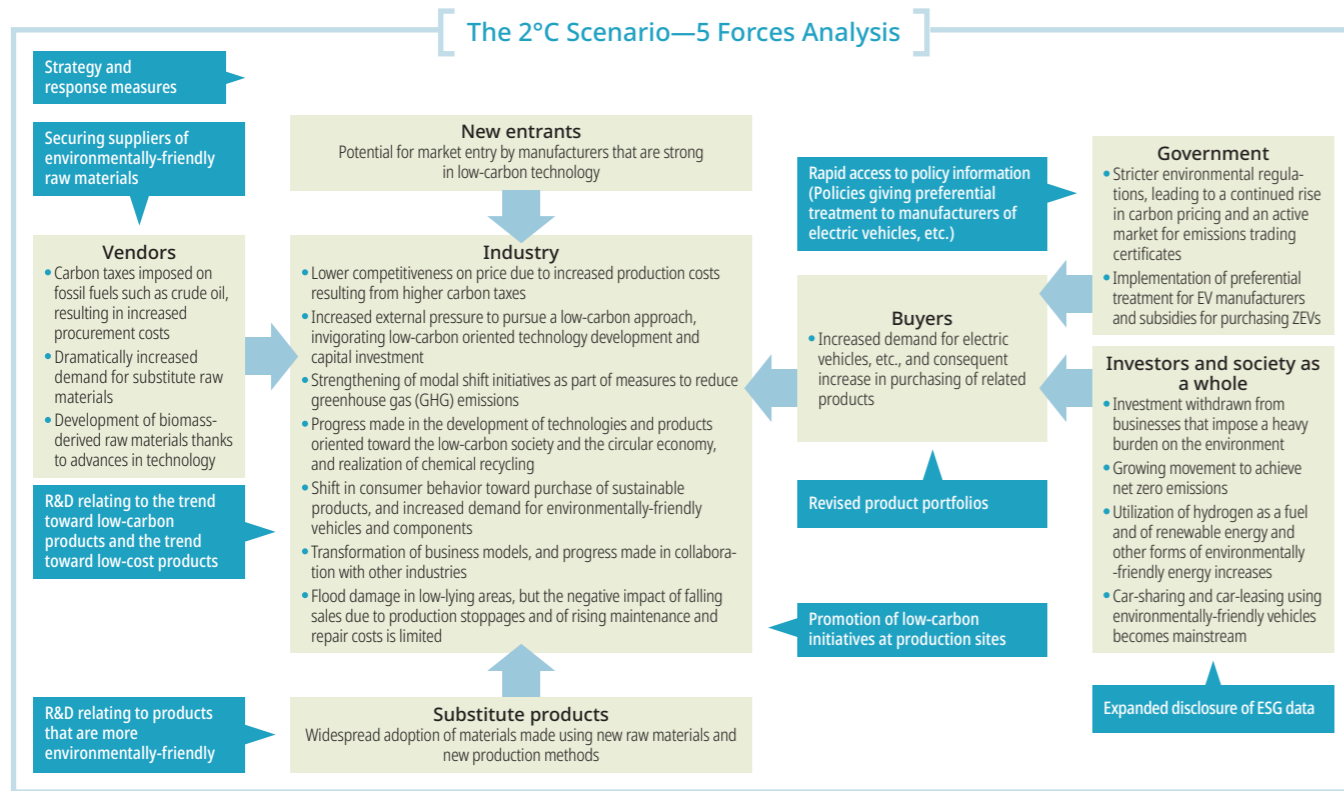 The 2°C Scenario—5 Forces Analysis
Strategy and
response measures
Securing suppliers of
environmentally-friendly
raw materials
Vendors
• Carbon taxes imposed on
fossil fuels such as crude oil,
resulting in increased
procurement costs
• Dramatically increased
demand for substitute raw
materials
• Development of biomass-
derived raw materials thanks
to advances in technology
R&D relating to the trend
toward low-carbon
products and the trend
toward low-cost products
R&D relating to products
that are more
environmentally-friendly
New entrants
Potential for market entry by manufacturers that are strong
in low-carbon technology
Industry
• Lower competitiveness on price due to increased production costs
resulting from higher carbon taxes
• Increased external pressure to pursue a low-carbon approach,
invigorating low-carbon oriented technology development and
capital investment
• Strengthening of modal shift initiatives as part of measures to reduce
greenhouse gas (GHG) emissions
• Progress made in the development of technologies and products
oriented toward the low-carbon society and the circular economy,
and realization of chemical recycling
• Shift in consumer behavior toward purchase of sustainable
products, and increased demand for environmentally-friendly
vehicles and components
• Transformation of business models, and progress made in collabora-
tion with other industries
• Flood damage in low-lying areas, but the negative impact of falling
sales due to production stoppages and of rising maintenance and
repair costs is limited
Substitute products
Widespread adoption of materials made using new raw materials and
new production methods
Rapid access to policy information
(Policies giving preferential
treatment to manufacturers of
electric vehicles, etc.)
Buyers
• Increased demand for electric
vehicles, etc., and consequent
increase in purchasing of related
products
Revised product portfolios
Promotion of low-carbon
initiatives at production sites
Government
• Stricter environmental regula-
tions, leading to a continued rise
in carbon pricing and an active
market for emissions trading
certificates
• Implementation of preferential
treatment for EV manufacturers
and subsidies for purchasing ZEVs
Investors and society as
a whole
• Investment withdrawn from
businesses that impose a heavy
burden on the environment
• Growing movement to achieve
net zero emissions
• Utilization of hydrogen as a fuel
and of renewable energy and
other forms of environmentally
-friendly energy increases
• Car-sharing and car-leasing using
environmentally-friendly vehicles
becomes mainstream
Expanded disclosure of ESG data